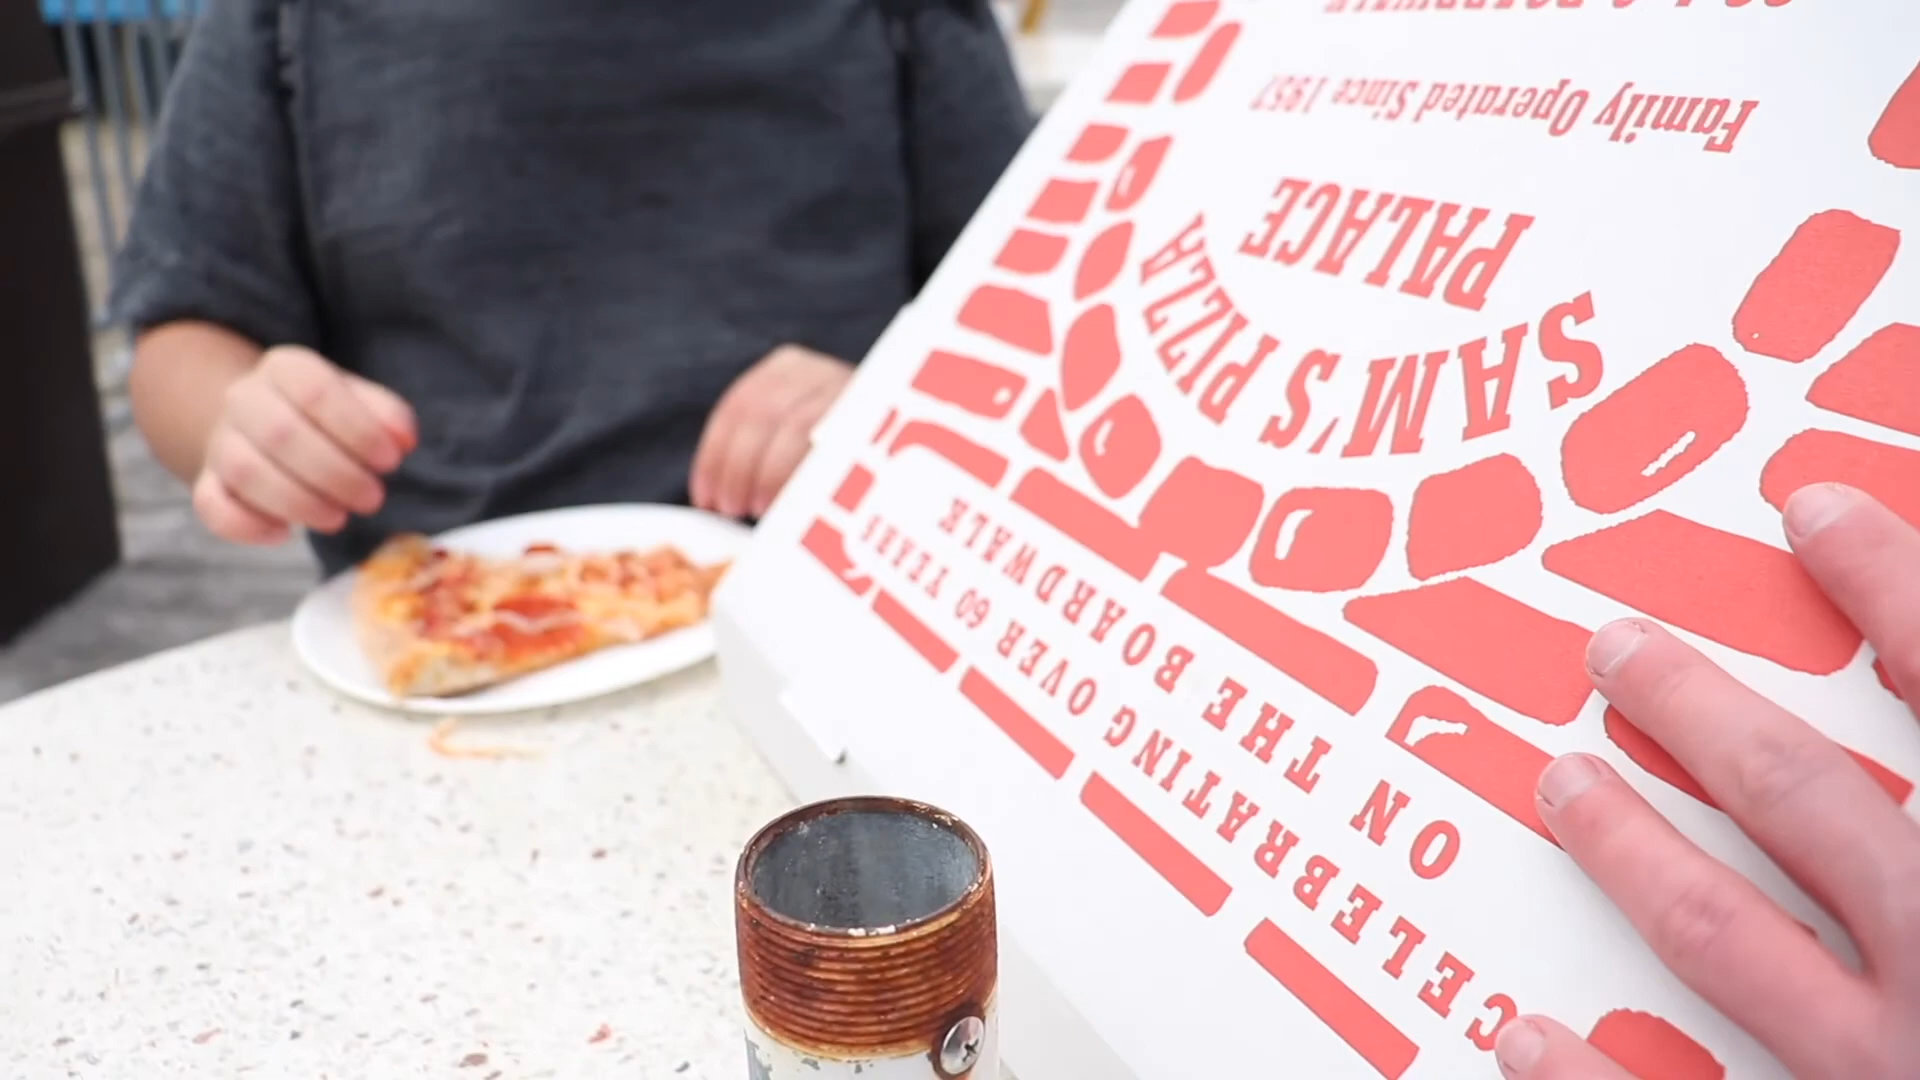 CELEBRATING OVER 60 YEARS
ON THE BOARDWALK
SAM'S PIZZA
PALACE
Family Operated Since 1957